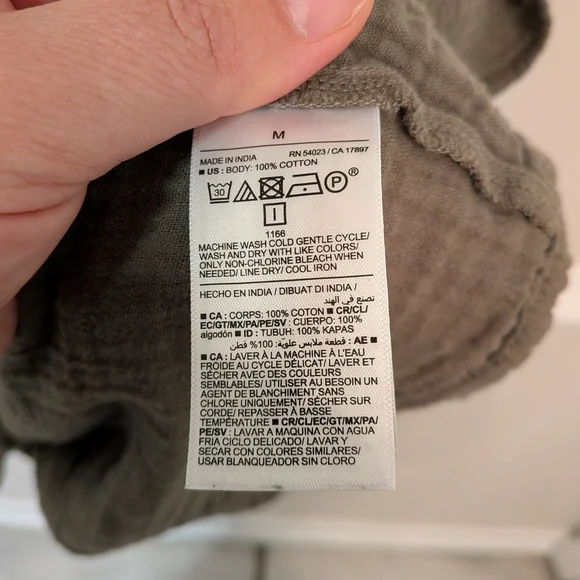 M
RN 54023 / CA 17897
MADE IN INDIA
■ US : BODY: 100% COTTON
30 P®
1166
MACHINE WASH COLD GENTLE CYCLE/
WASH AND DRY WITH LIKE COLORS/
ONLY NON-CHLORINE BLEACH WHEN
NEEDED/ LINE DRY/ COOL IRON
HECHO EN INDIA / DIBUAT DI INDIA /
تصنع في الهند
■ CA : CORPS: 100% COTON ■ CR/CL/
EC/GT/MX/PA/PE/SV : CUERPO: 100%
algodón ■ ID : TUBUH: 100% KAPAS
■ AE : قطعة ملابس علوية: 100% قطن
■ CA : LAVER À LA MACHINE À L'EAU
FROIDE AU CYCLE DÉLICAT/ LAVER ET
SÉCHER AVEC DES COULEURS
SEMBLABLES/ UTILISER AU BESOIN UN
AGENT DE BLANCHIMENT SANS
CHLORE UNIQUEMENT/ SÉCHER SUR
CORDE/ REPASSER À BASSE
TEMPÉRATURE ■ CR/CL/EC/GT/MX/PA/
PE/SV : LAVAR A MAQUINA CON AGUA
FRIA CICLO DELICADO/ LAVAR Y
SECAR CON COLORES SIMILARES/
USAR BLANQUEADOR SIN CLORO